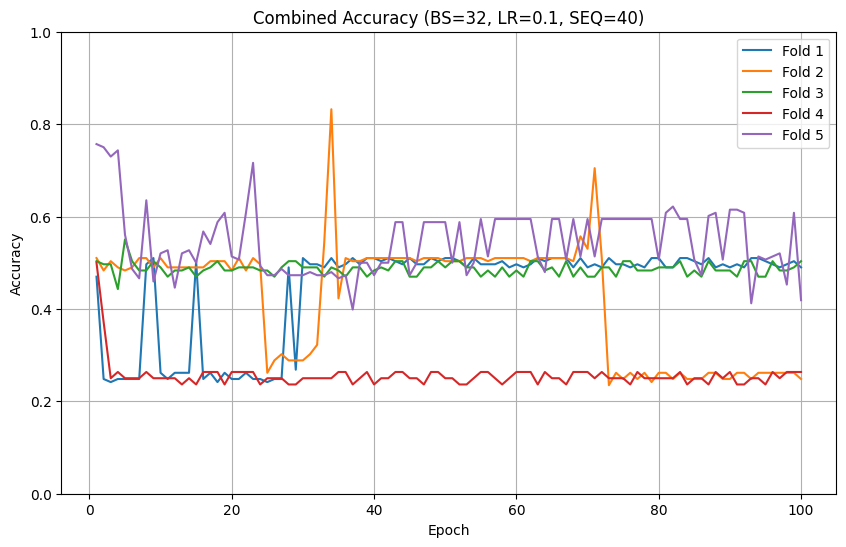 Combined Accuracy (BS=32, LR=0.1, SEQ=40)
1.0
0.8
0.6
0.4
0.2
0.0
Accuracy
Fold 1
Fold 2
Fold 3
Fold 4
Fold 5
0 20 40 60 80 100
Epoch